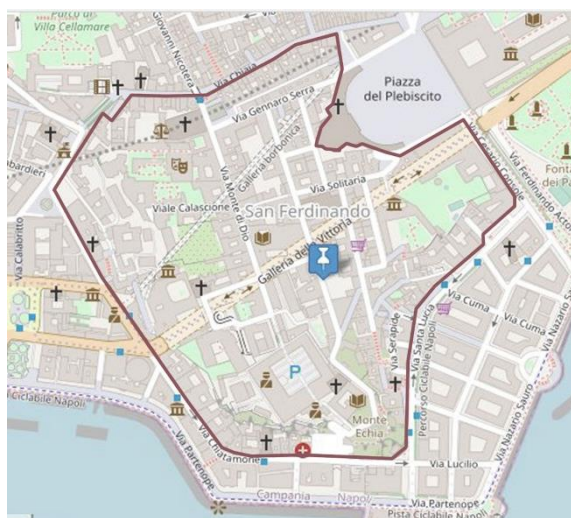 Parco di
Villa Cellamare
Giovanni Nicotera
Via Chiaia
Piazza
del Plebiscito
Via Gennaro Serra
Galleria borbonica
Via Cesario Console
Via Ferdinando Acton
Via Solitaria
Via Monte di Dio
Viale Calascione
San Ferdinando
Via Calabritto
Galleria della Vittoria
Via Cuma
Via Cuma
Via Nazario Sauro
Via Serapide
Via Santa Lucia
Percorso Ciclabile Napoli
P
Via Nazario Sauro
Ciclabile Napoli
Via Partenope
Via Chiatamone
Monte
Echia
Via Lucilio
Campania
Napoli
Via Partenope
Pista Ciclabile Napoli